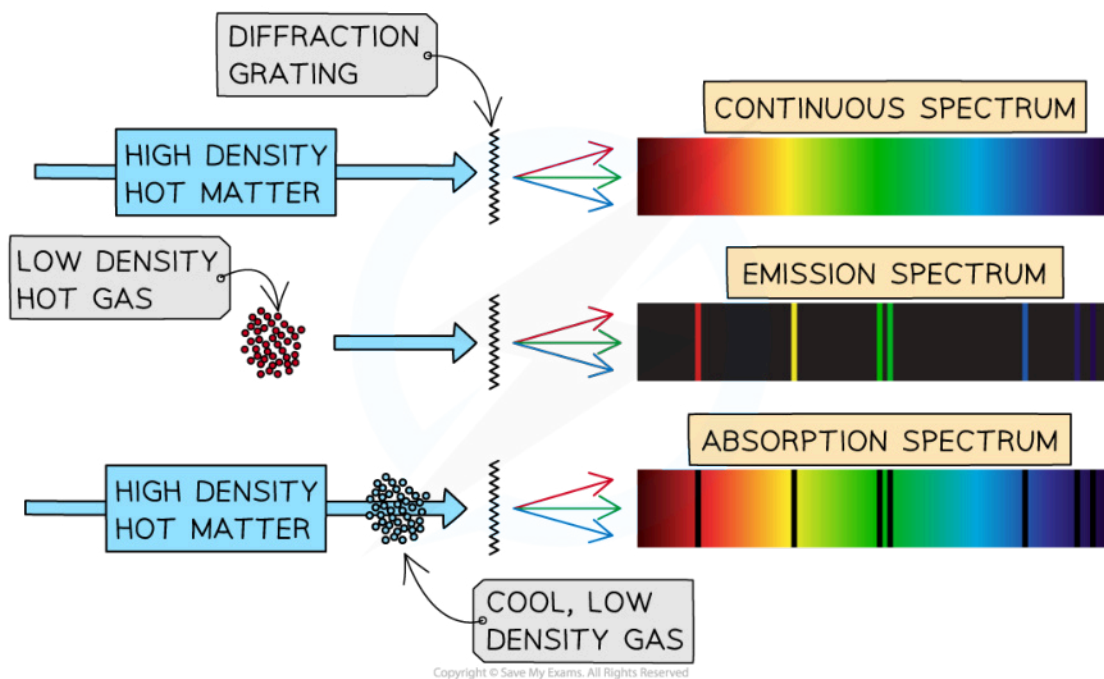 DIFFRACTION
GRATING
CONTINUOUS SPECTRUM
HIGH DENSITY
HOT MATTER
LOW DENSITY
HOT GAS
EMISSION SPECTRUM
ABSORPTION SPECTRUM
HIGH DENSITY
HOT MATTER
COOL, LOW
DENSITY GAS
Copyright © Save My Exams. All Rights Reserved